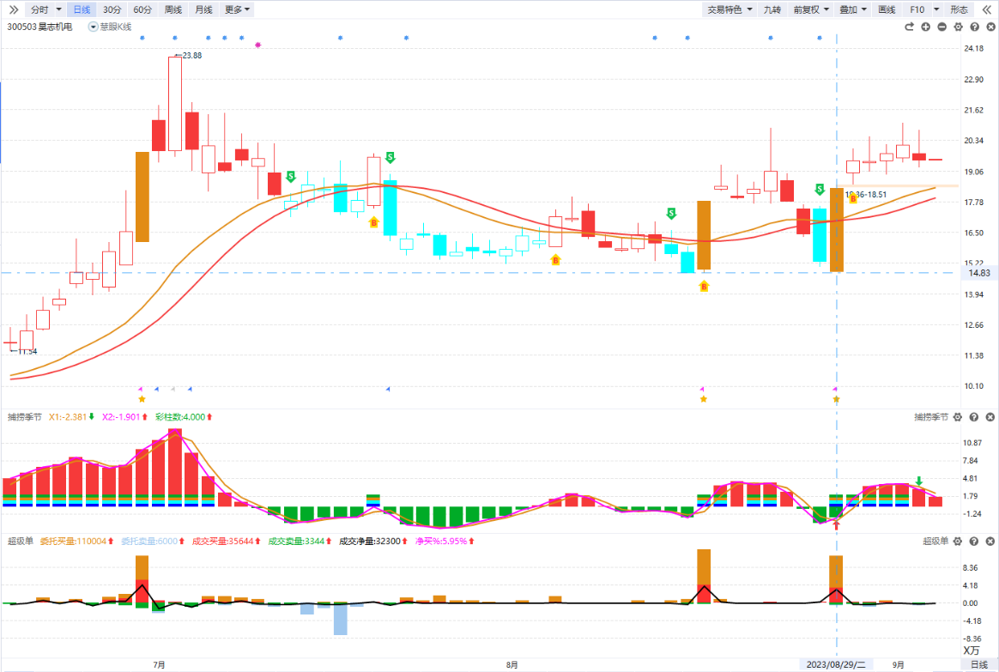 分时 日线 30分 60分 周线 月线 更多 交易特色 九转 前复权 叠加 画线 F10 形态
300503 昊志机电 慧眼K线
24.18
23.88
22.90
21.62
S
20.34
S
19.06
S
18.36-18.51
B
17.78
S
B
16.50
B
15.22
14.83
B
13.94
12.66
11.54
11.38
10.10
捕捞季节 X1:-2.381 X2:-1.901 彩柱数:4.000 捕捞季节
10.87
7.84
4.81
1.79
-1.24
超级单 委托买量:110004 委托卖量:6000 成交买量:35644 成交卖量:3344 成交净量:32300 净买%:5.95% 超级单
8.36
4.18
0.00
-4.18
-8.36
X万
7月 8月 2023/08/29/二 9月 日线